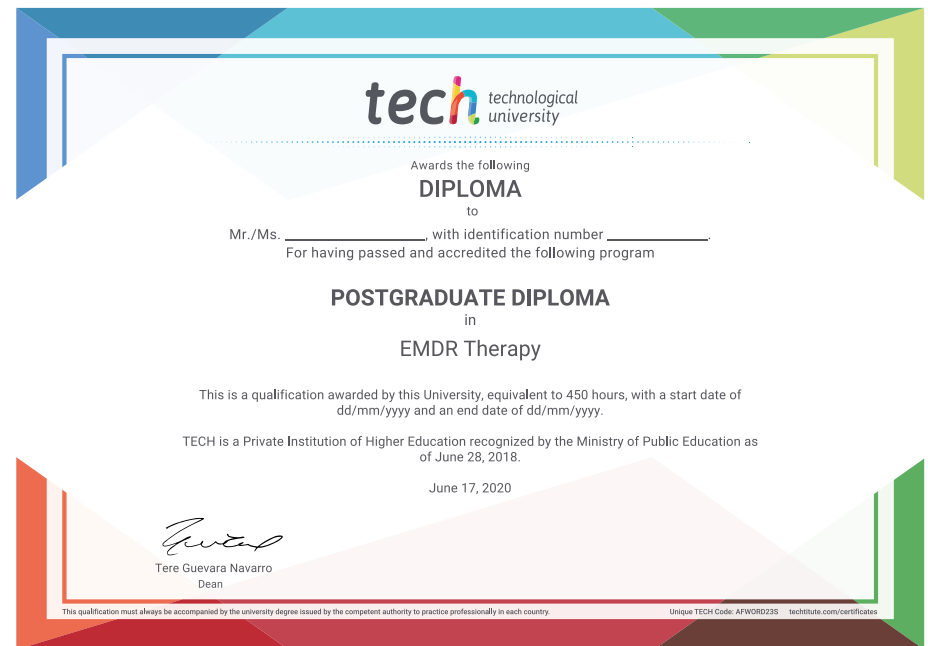 tech technological
university
Awards the following
DIPLOMA
to
Mr./Ms. ____________________, with identification number ______________.
For having passed and accredited the following program
POSTGRADUATE DIPLOMA
in
EMDR Therapy
This is a qualification awarded by this University, equivalent to 450 hours, with a start date of
dd/mm/yyyy and an end date of dd/mm/yyyy.
TECH is a Private Institution of Higher Education recognized by the Ministry of Public Education as
of June 28, 2018.
June 17, 2020
Tere Guevara Navarro
Dean
This qualification must always be accompanied by the university degree issued by the competent authority to practice professionally in each country.
Unique TECH Code: AFWORD23S techtitute.com/certificates